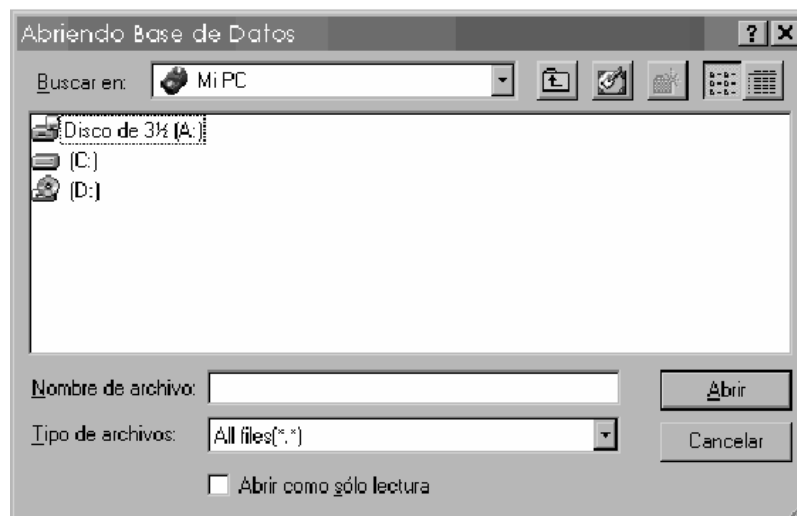 Abriendo Base de Datos
Buscar en: Mi PC
Disco de 3½ (A:)
(C:)
(D:)
Nombre de archivo: Abrir
Tipo de archivos: All files(*.*) Cancelar
Abrir como sólo lectura